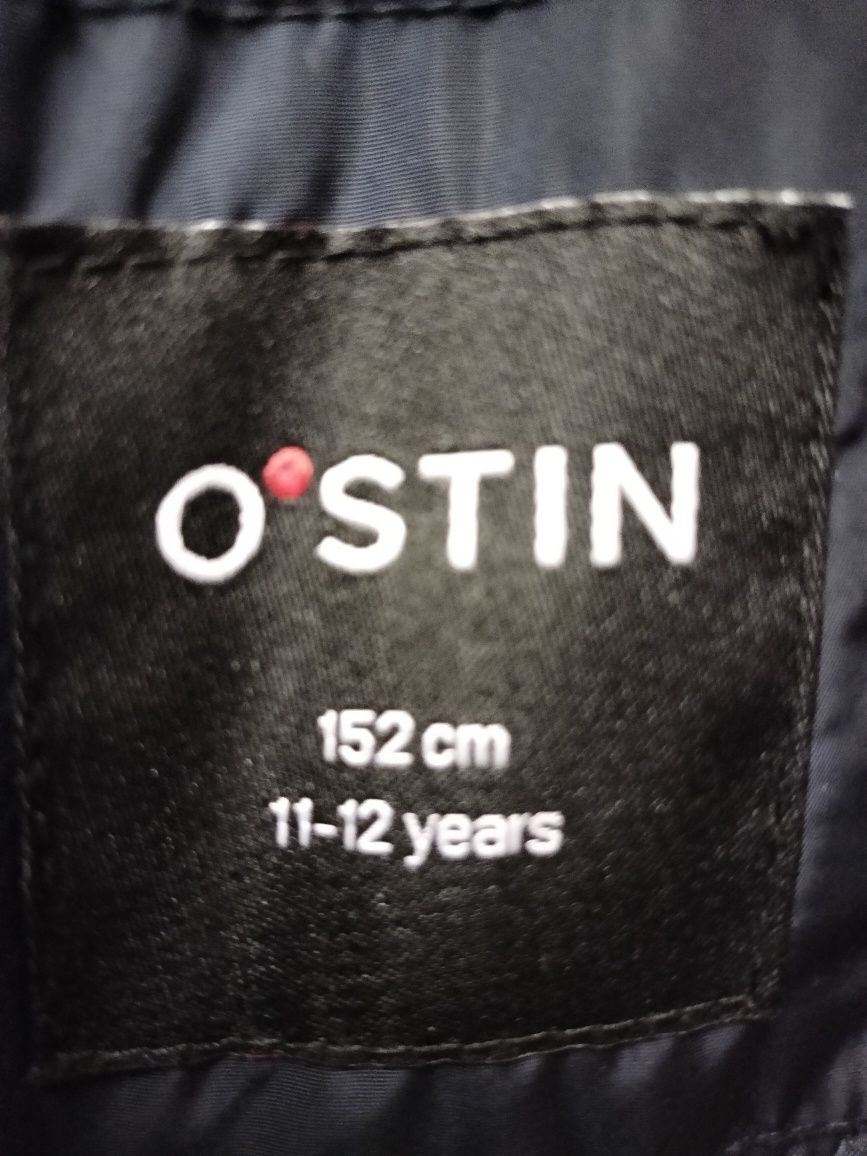 O'STIN
152 cm
11-12 years